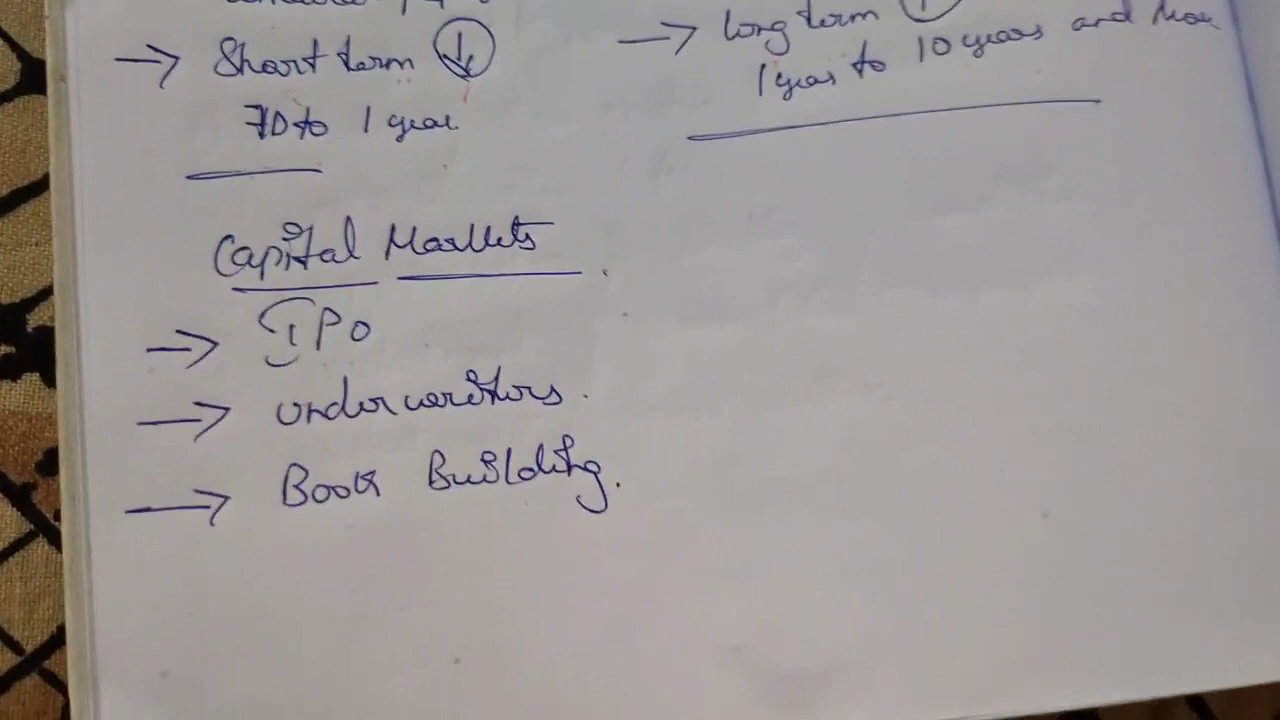 → Short term ↓
7D to 1 year
→ long term ↑
1 year to 10 years and More
Capital Markets
→ IPO
→ underwriters.
→ Book Building.